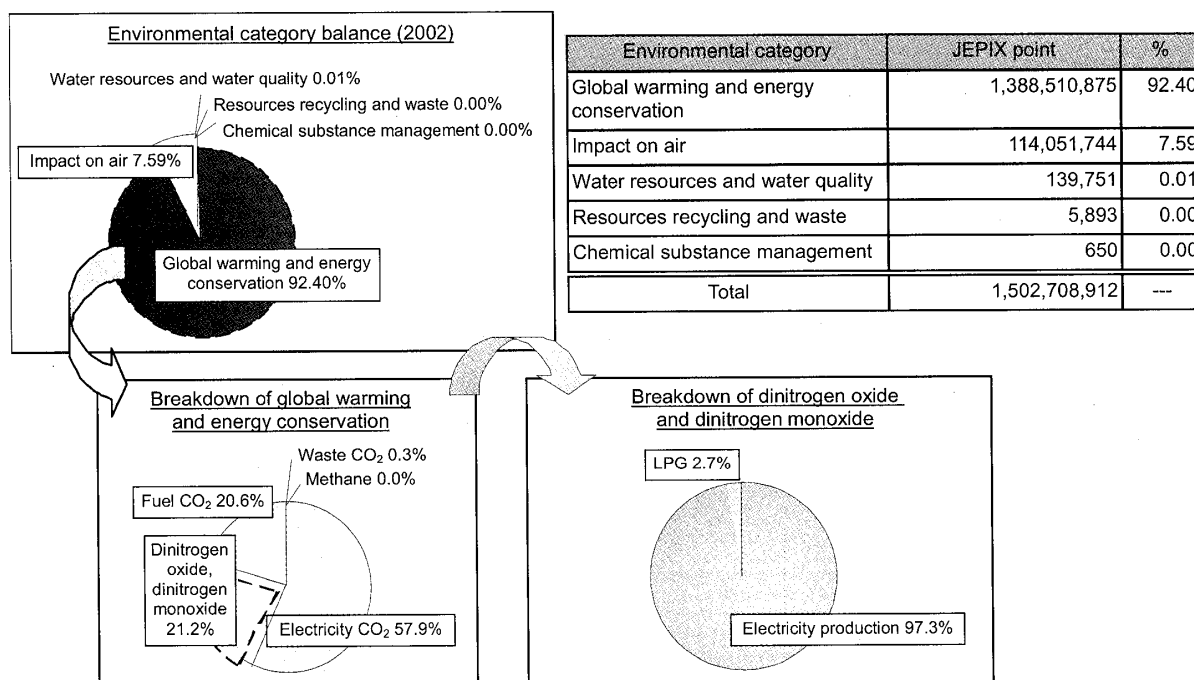 Environmental category balance (2002)
Water resources and water quality 0.01%
Resources recycling and waste 0.00%
Chemical substance management 0.00%
Impact on air 7.59%
Global warming and energy
conservation 92.40%
Environmental category JEPIX point %
Global warming and energy
conservation 1,388,510,875 92.40
Impact on air 114,051,744 7.59
Water resources and water quality 139,751 0.01
Resources recycling and waste 5,893 0.00
Chemical substance management 650 0.00
Total 1,502,708,912 ---
Breakdown of global warming
and energy conservation
Waste CO₂ 0.3%
Methane 0.0%
Fuel CO₂ 20.6%
Dinitrogen
oxide,
dinitrogen
monoxide
21.2%
Electricity CO₂ 57.9%
Breakdown of dinitrogen oxide
and dinitrogen monoxide
LPG 2.7%
Electricity production 97.3%